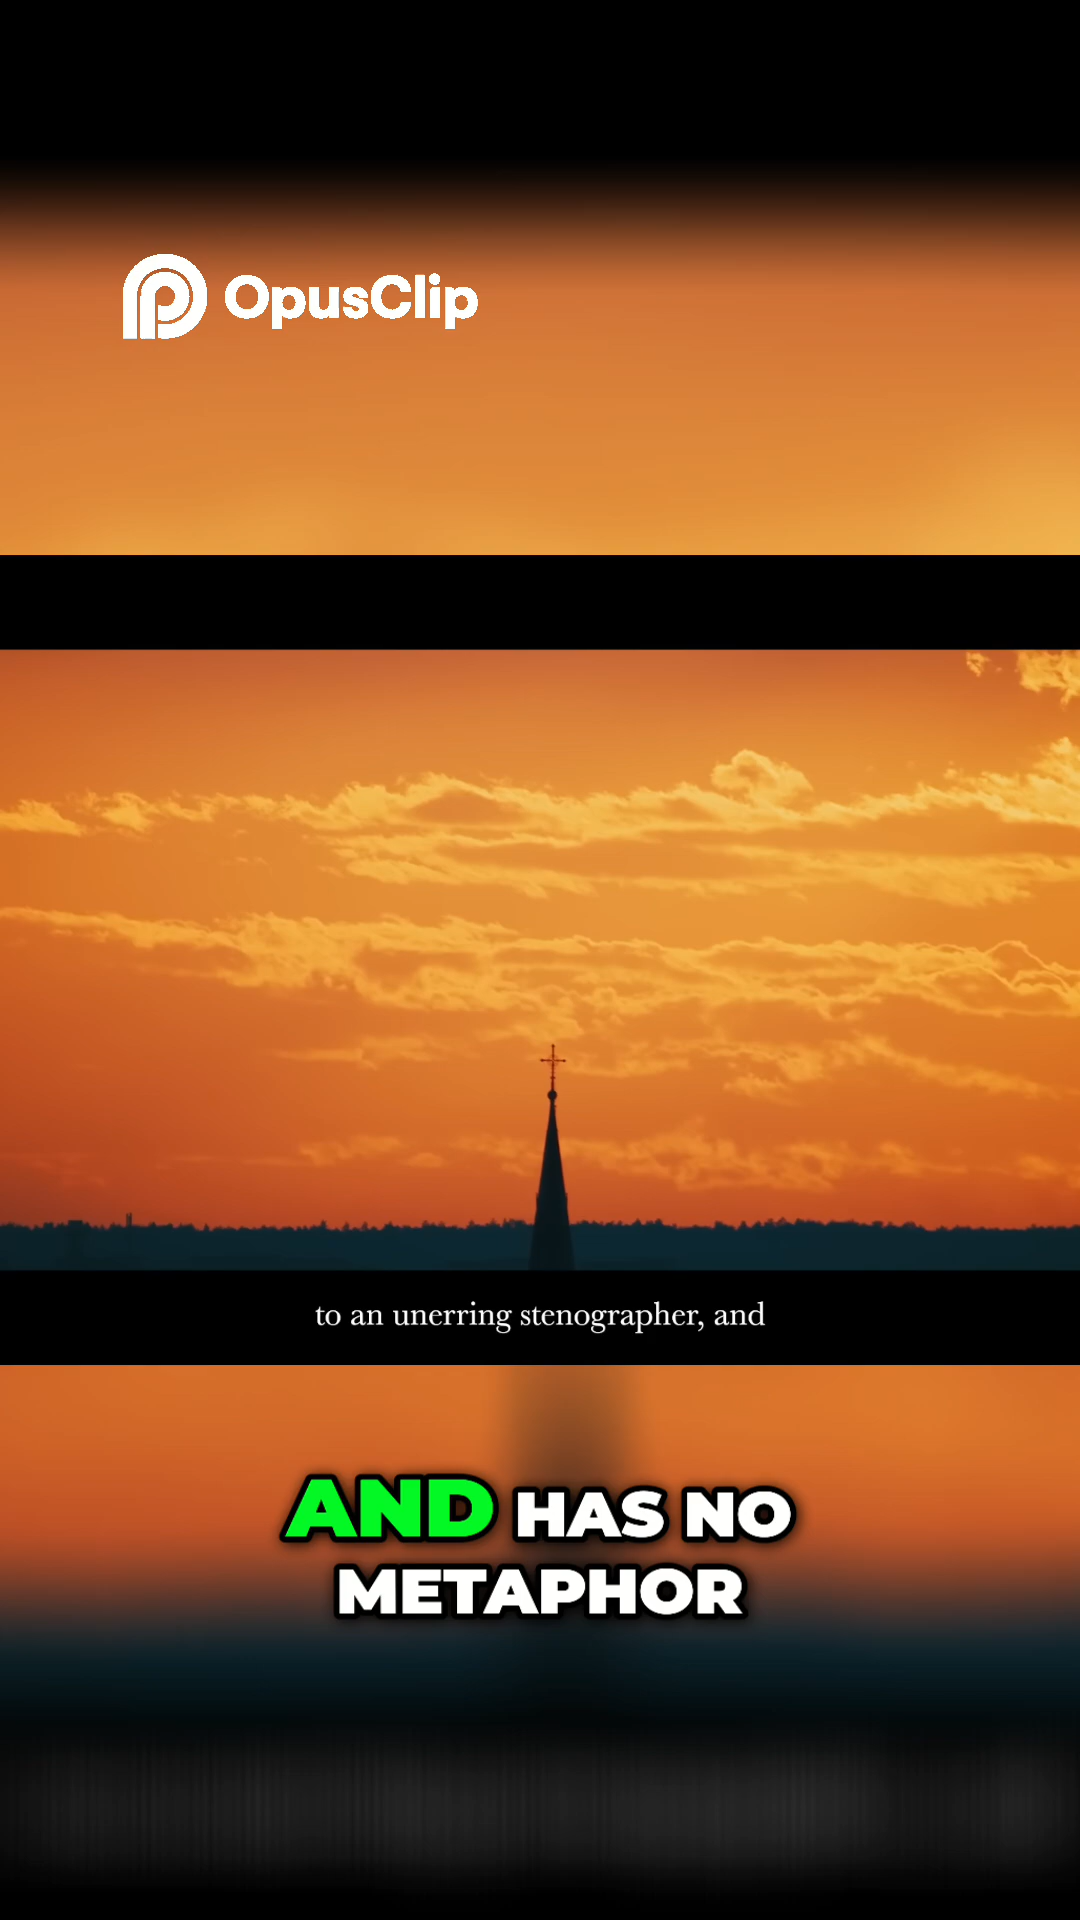 OpusClip
to an unerring stenographer, and
AND HAS NO
METAPHOR